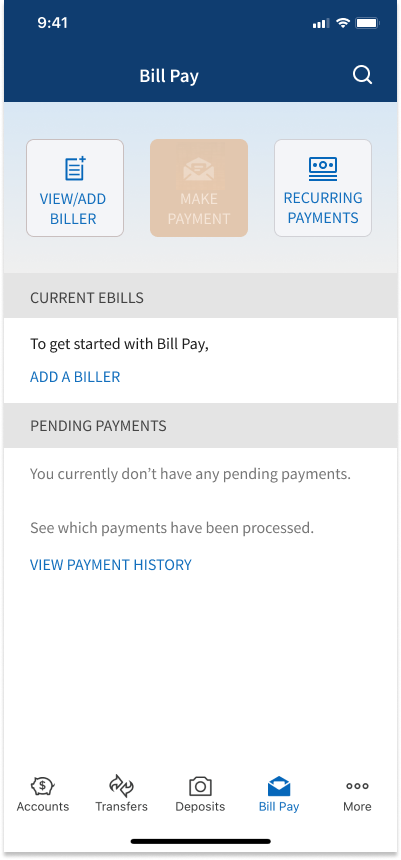 9:41
Bill Pay
VIEW/ADD
BILLER
MAKE
PAYMENT
RECURRING
PAYMENTS
CURRENT EBILLS
To get started with Bill Pay,
ADD A BILLER
PENDING PAYMENTS
You currently don’t have any pending payments.
See which payments have been processed.
VIEW PAYMENT HISTORY
Accounts
Transfers
Deposits
Bill Pay
More